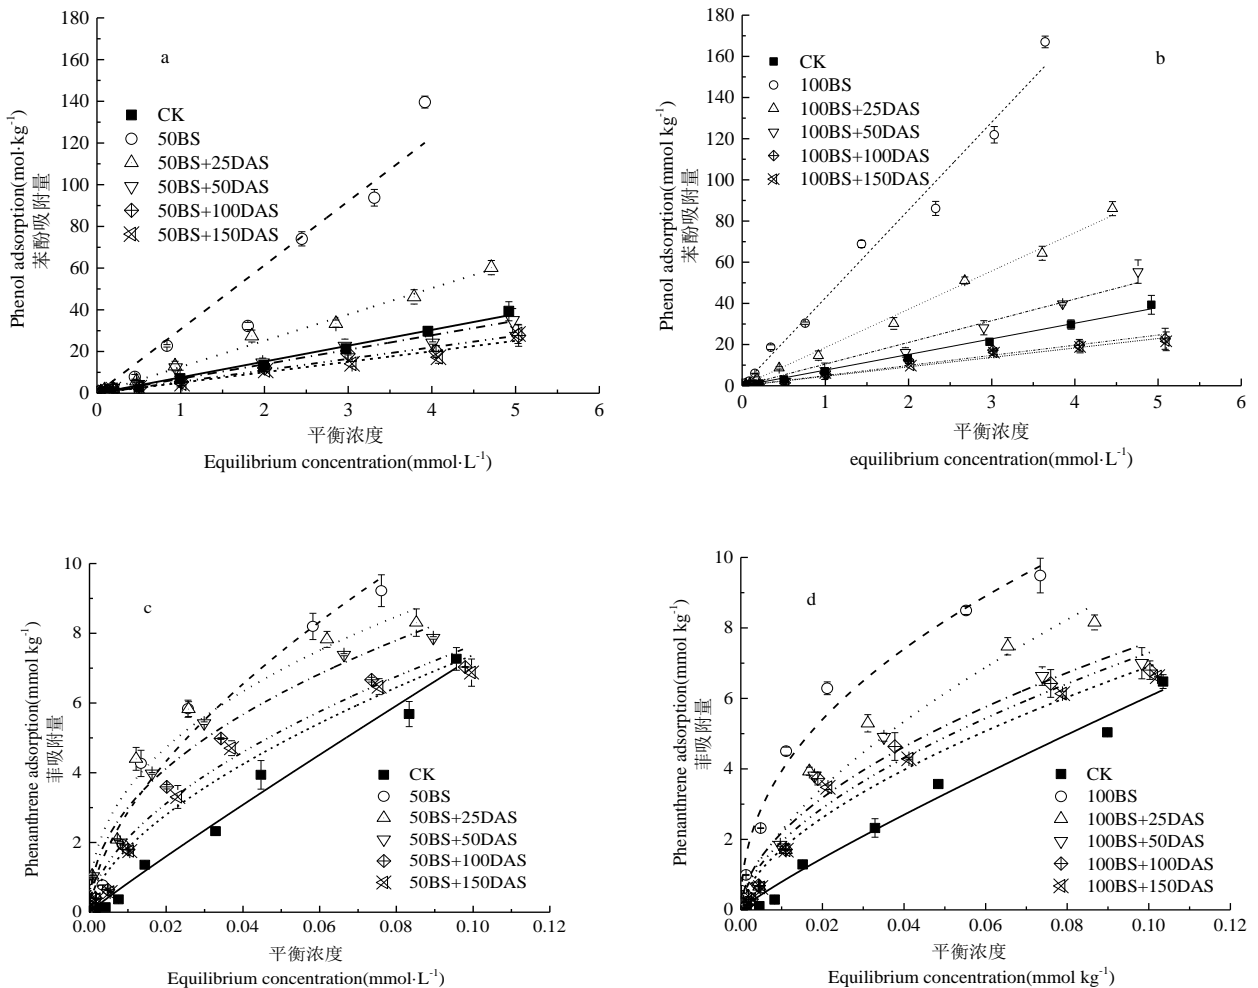 a
Phenol adsorption(mol·kg-1)
苯酚吸附量
180
160
140
120
100
80
60
40
20
0
CK
50BS
50BS+25DAS
50BS+50DAS
50BS+100DAS
50BS+150DAS
0 1 2 3 4 5 6
平衡浓度
Equilibrium concentration(mmol·L-1)
b
Phenol adsorption(mmol kg-1)
苯酚吸附量
180
160
140
120
100
80
60
40
20
0
CK
100BS
100BS+25DAS
100BS+50DAS
100BS+100DAS
100BS+150DAS
0 1 2 3 4 5 6
平衡浓度
equilibrium concentration(mmol·L-1)
c
Phenanthrene adsorption(mmol kg-1)
菲吸附量
10
8
6
4
2
0
CK
50BS
50BS+25DAS
50BS+50DAS
50BS+100DAS
50BS+150DAS
0.00 0.02 0.04 0.06 0.08 0.10 0.12
平衡浓度
Equilibrium concentration(mmol·L-1)
d
Phenanthrene adsorption(mmol kg-1)
菲吸附量
10
8
6
4
2
0
CK
100BS
100BS+25DAS
100BS+50DAS
100BS+100DAS
100BS+150DAS
0.00 0.02 0.04 0.06 0.08 0.10 0.12
平衡浓度
Equilibrium concentration(mmol kg-1)